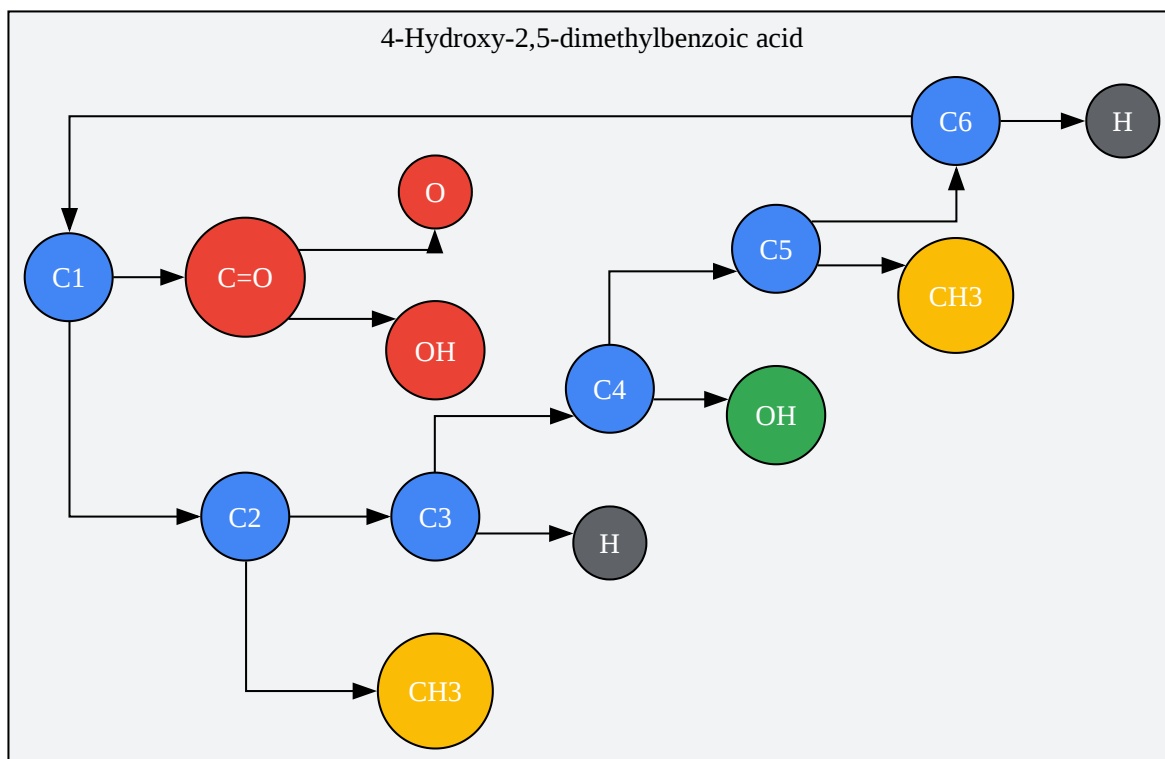 4-Hydroxy-2,5-dimethylbenzoic acid
C6
H
O
C5
C1
C=O
CH3
OH
C4
OH
C2
C3
H
CH3